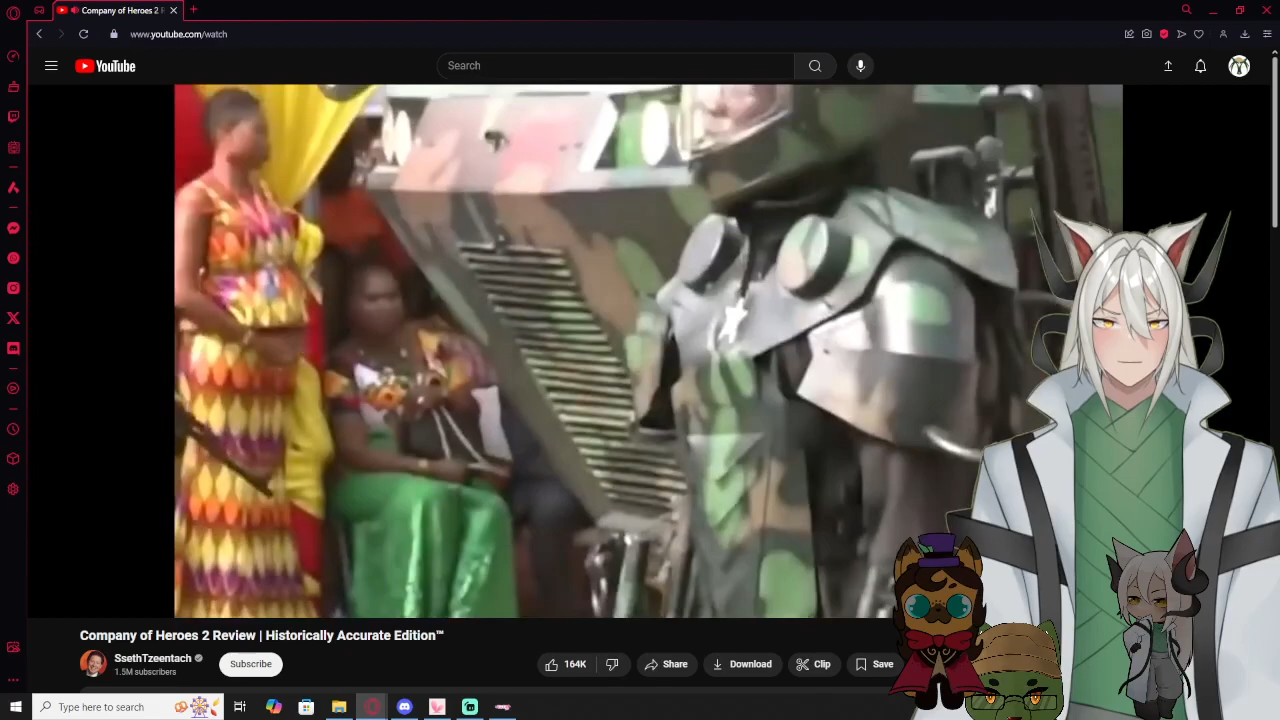 Company of Heroes 2 R
www.youtube.com/watch
YouTube
Search
Company of Heroes 2 Review | Historically Accurate Edition™
SsethTzeentach
1.5M subscribers
Subscribe
164K
Share
Download
Clip
Save
Type here to search